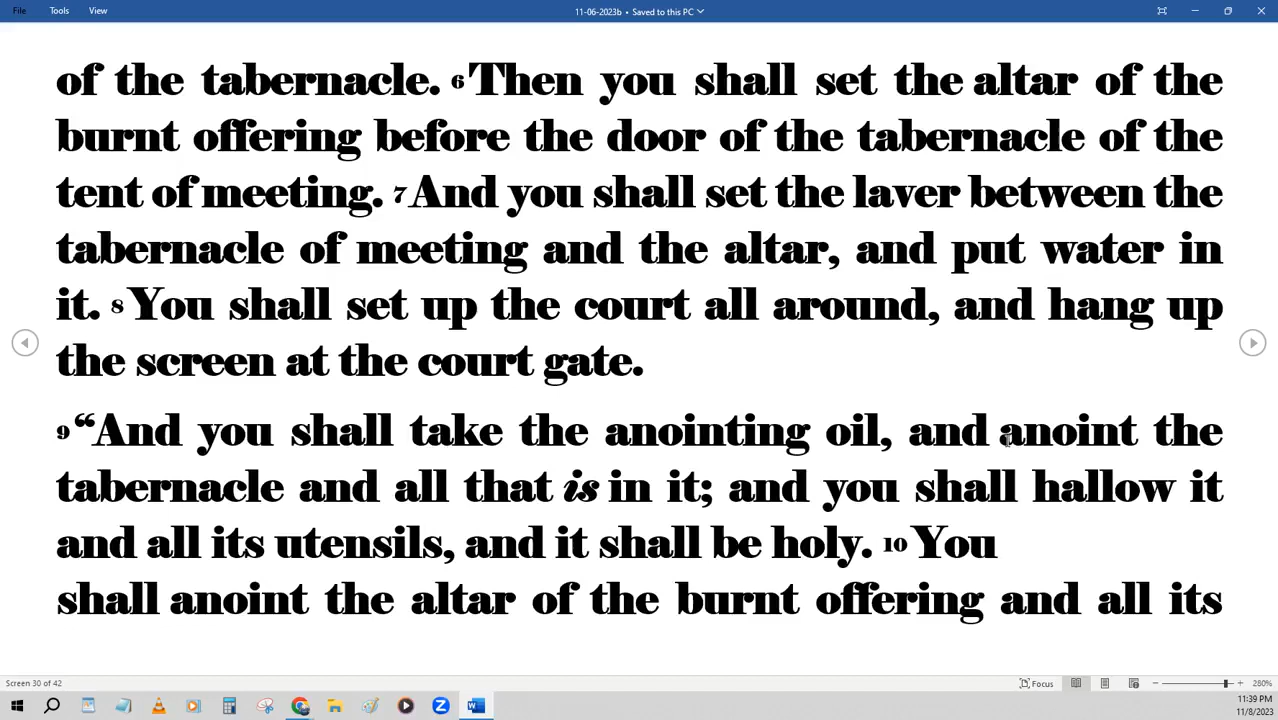 File Tools View 11-06-2023b • Saved to this PC
of the tabernacle. 6 Then you shall set the altar of the
burnt offering before the door of the tabernacle of the
tent of meeting. 7 And you shall set the laver between the
tabernacle of meeting and the altar, and put water in
it. 8 You shall set up the court all around, and hang up
the screen at the court gate.
9 “And you shall take the anointing oil, and anoint the
tabernacle and all that is in it; and you shall hallow it
and all its utensils, and it shall be holy. 10 You
shall anoint the altar of the burnt offering and all its
Screen 30 of 42 Focus 280%
11:39 PM
11/8/2023